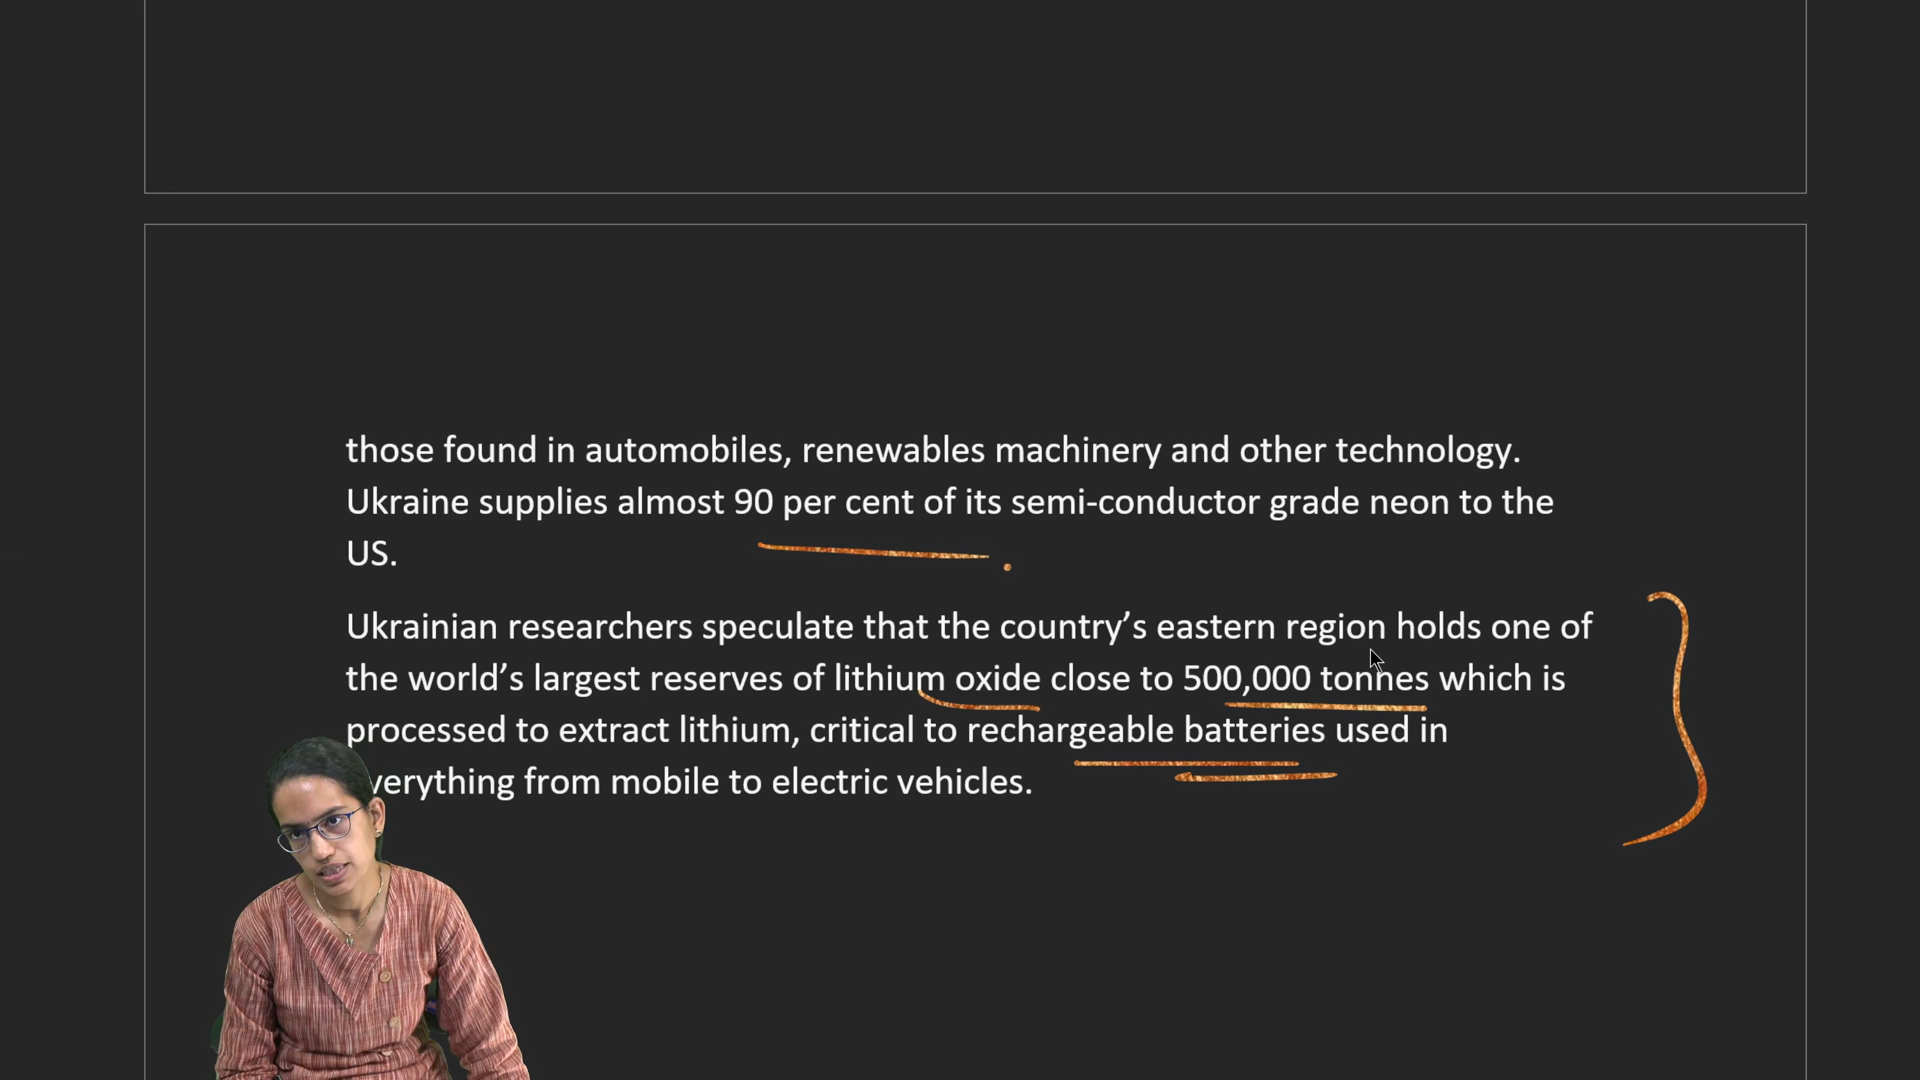 those found in automobiles, renewables machinery and other technology.
Ukraine supplies almost 90 per cent of its semi-conductor grade neon to the
US.
Ukrainian researchers speculate that the country’s eastern region holds one of
the world’s largest reserves of lithium oxide close to 500,000 tonnes which is
processed to extract lithium, critical to rechargeable batteries used in
verything from mobile to electric vehicles.